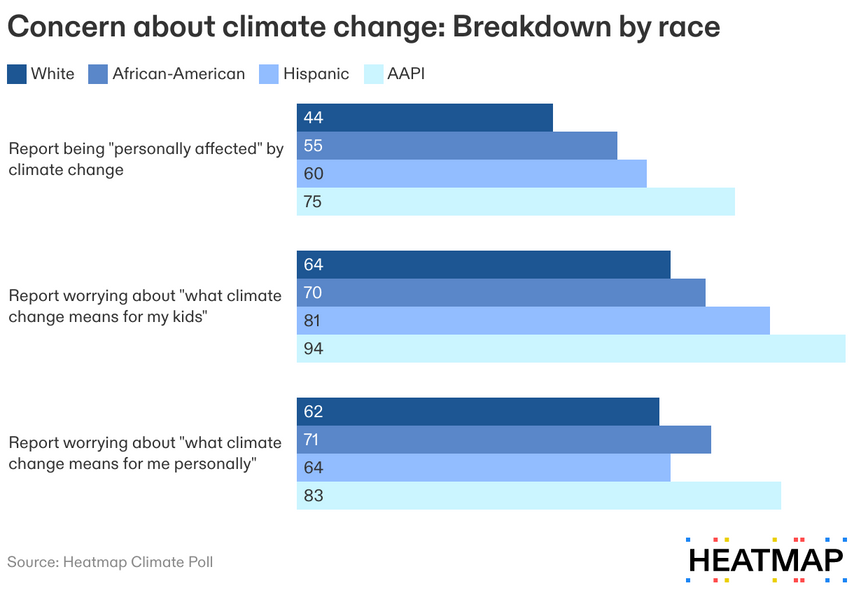 Concern about climate change: Breakdown by race
White African-American Hispanic AAPI
Report being "personally affected" by
climate change
44
55
60
75
Report worrying about "what climate
change means for my kids"
64
70
81
94
Report worrying about "what climate
change means for me personally"
62
71
64
83
Source: Heatmap Climate Poll
HEATMAP